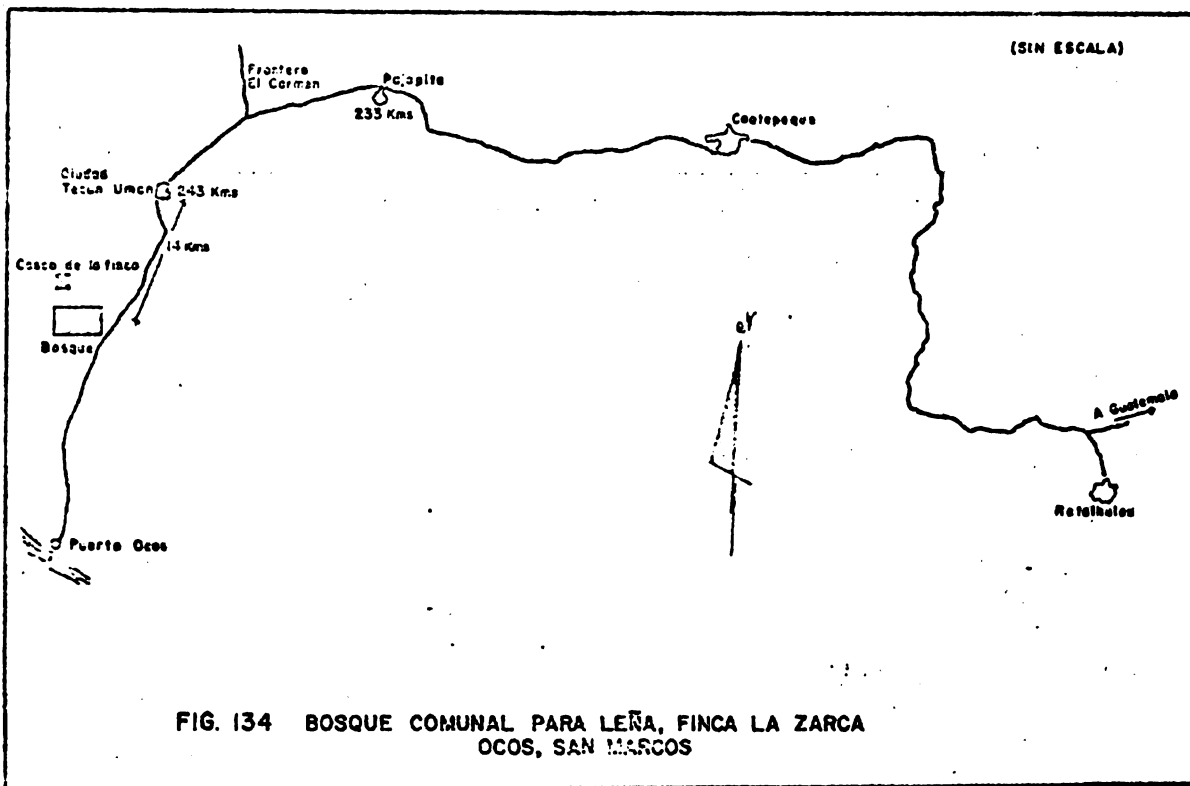 (SIN ESCALA)
Frontera
El Carmen
Pajapita
233 Kms
Coatepeque
Ciudad
Tecun Uman
243 Kms
14 Kms
Casco de la finca
Bosque
A Guatemala
Retalhuleu
Puerto Ocos
FIG. 134 BOSQUE COMUNAL PARA LEÑA, FINCA LA ZARCA
OCOS, SAN MARCOS